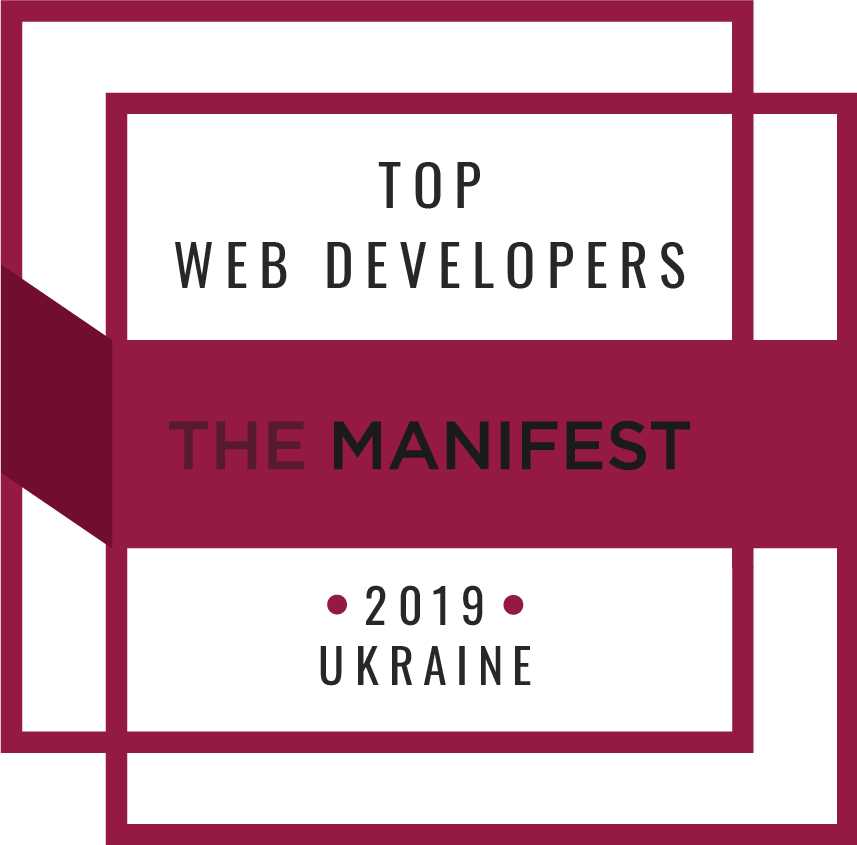 TOP
WEB DEVELOPERS
THE MANIFEST
• 2019 •
UKRAINE